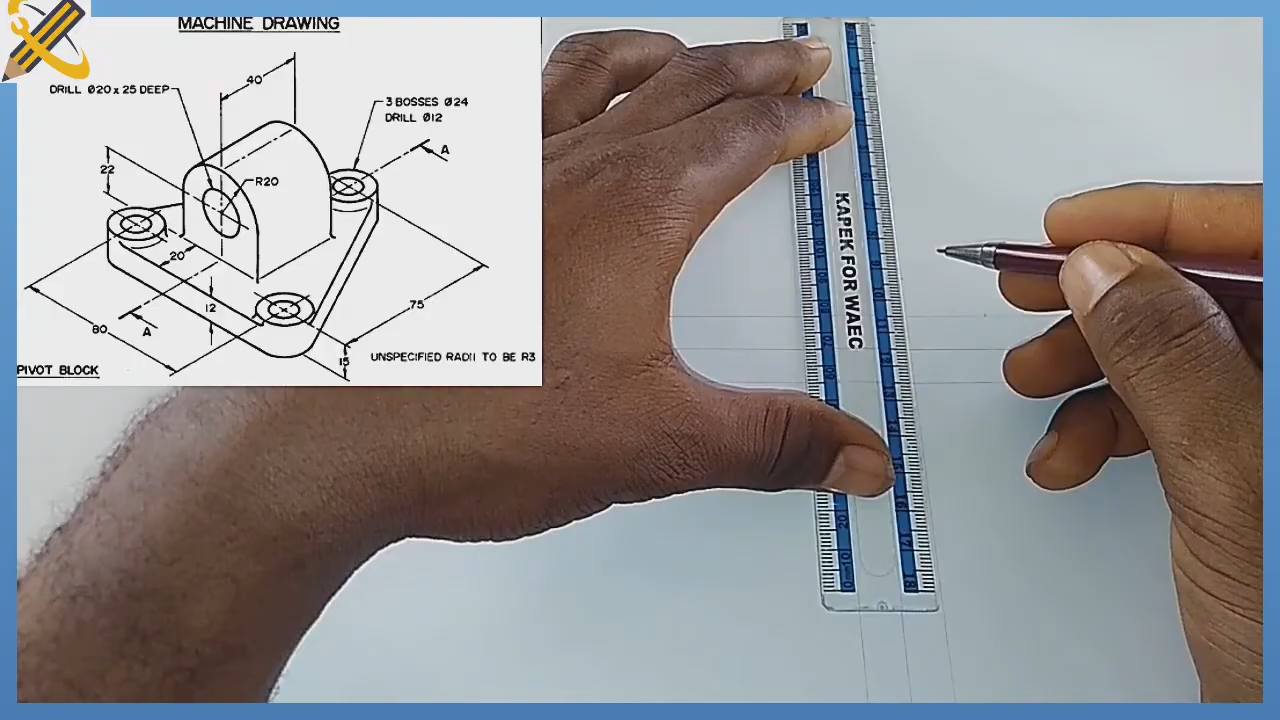 MACHINE DRAWING
40
DRILL Ø20 x 25 DEEP
3 BOSSES Ø24
DRILL Ø12
A
22
R20
20
12
75
80
A
15
UNSPECIFIED RADII TO BE R3
PIVOT BLOCK
KAPEK FOR WAEC